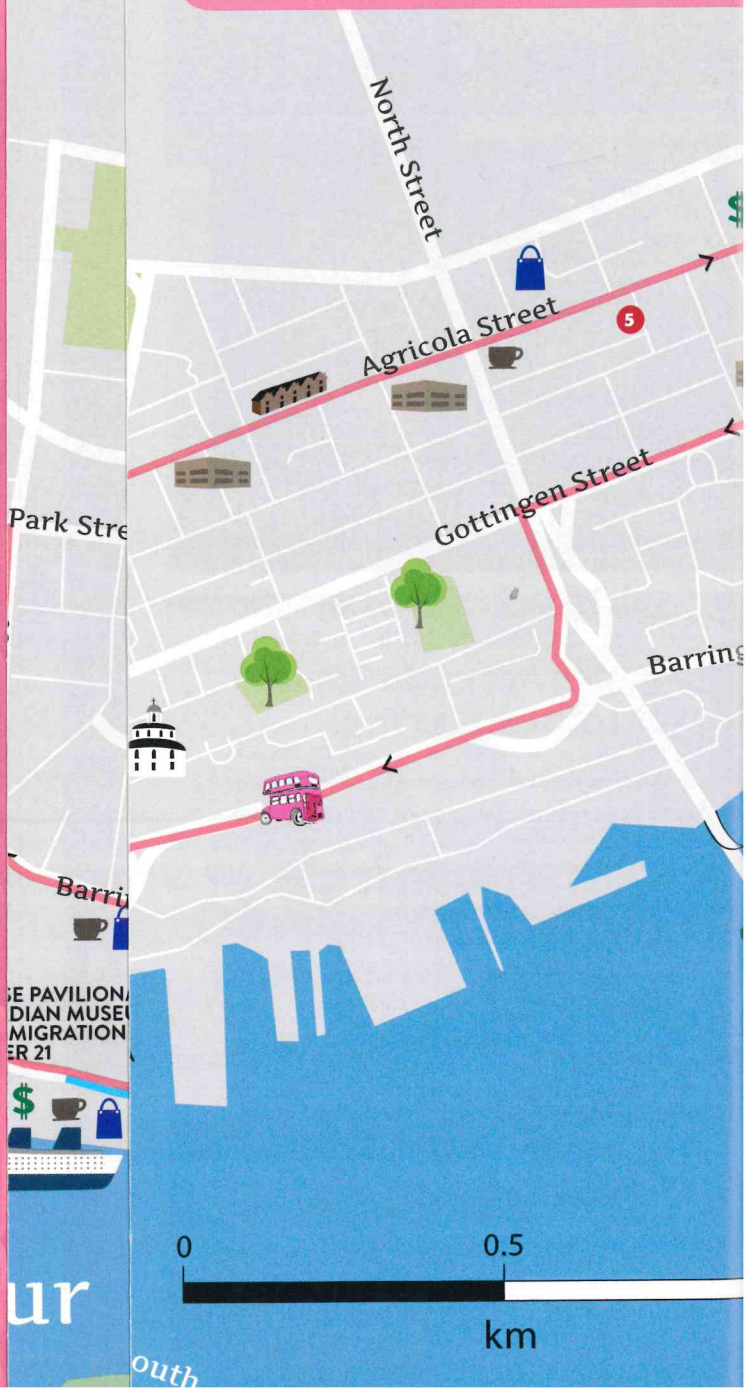 North Street
$
Agricola Street
5
Gottingen Street
Park Stre
Barring
Barri
SE PAVILION
DIAN MUSEU
MIGRATION
ER 21
$
0 0.5
km
ur
outh